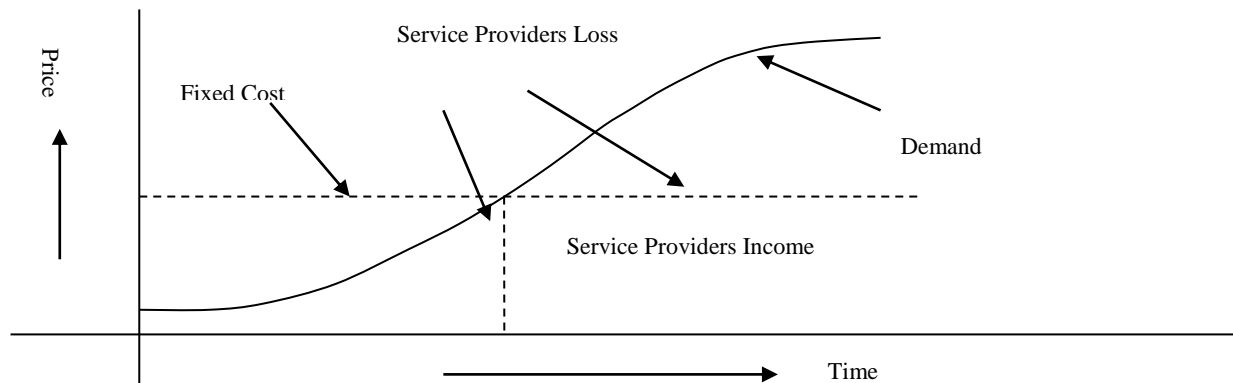 Service Providers Loss
Price
Fixed Cost
Demand
Service Providers Income
Time